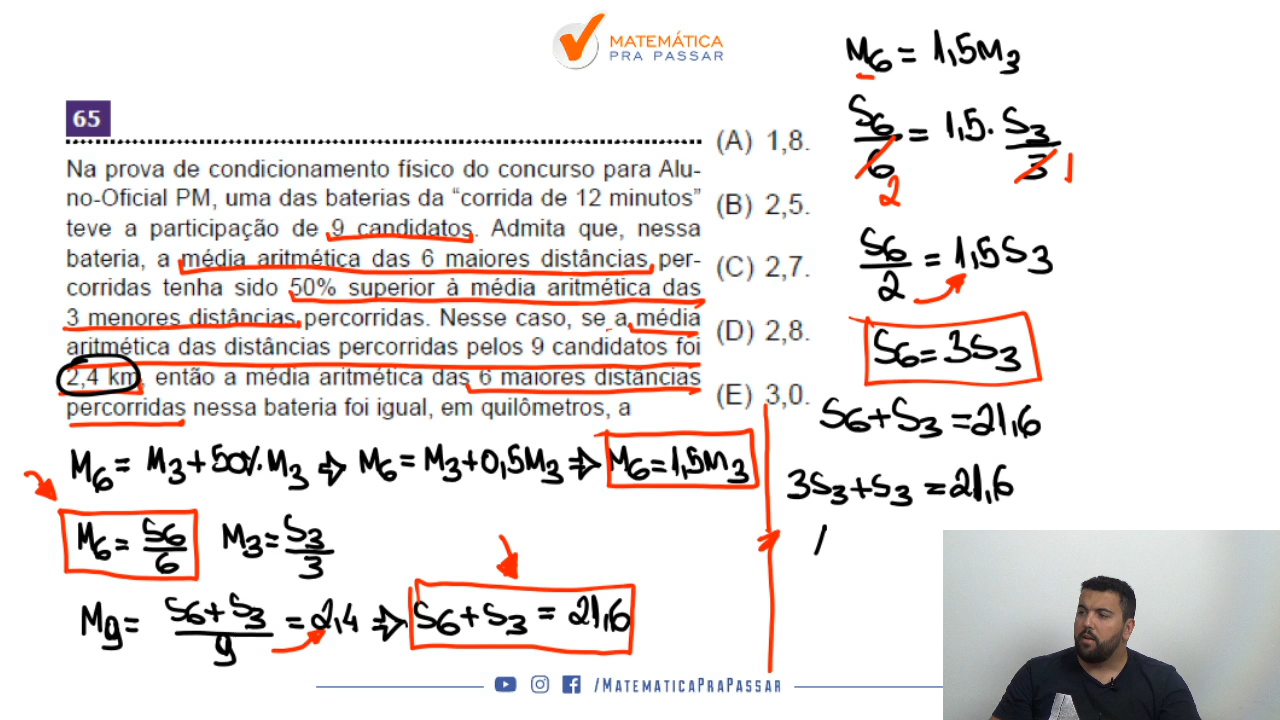 MATEMÁTICA
PRA PASSAR
65
Na prova de condicionamento físico do concurso para Alu-
no-Oficial PM, uma das baterias da “corrida de 12 minutos”
teve a participação de 9 candidatos. Admita que, nessa
bateria, a média aritmética das 6 maiores distâncias per-
corridas tenha sido 50% superior à média aritmética das
3 menores distâncias percorridas. Nesse caso, se a média
aritmética das distâncias percorridas pelos 9 candidatos foi
2,4 km, então a média aritmética das 6 maiores distâncias
percorridas nessa bateria foi igual, em quilômetros, a
(A) 1,8.
(B) 2,5.
(C) 2,7.
(D) 2,8.
(E) 3,0.
M6 = M3 + 50%.M3 ⇒ M6 = M3 + 0,5M3 ⇒ M6 = 1,5M3
M6 = S6/6 M3 = S3/3
M9 = S6+S3/9 = 2,4 ⇒ S6+S3 = 21,6
M6 = 1,5M3
S6/6 = 1,5. S3/3
2 1
S6/2 = 1,5S3
S6 = 3S3
S6+S3 = 21,6
3S3+S3 = 21,6
/MATEMATICAPRAPASSAR